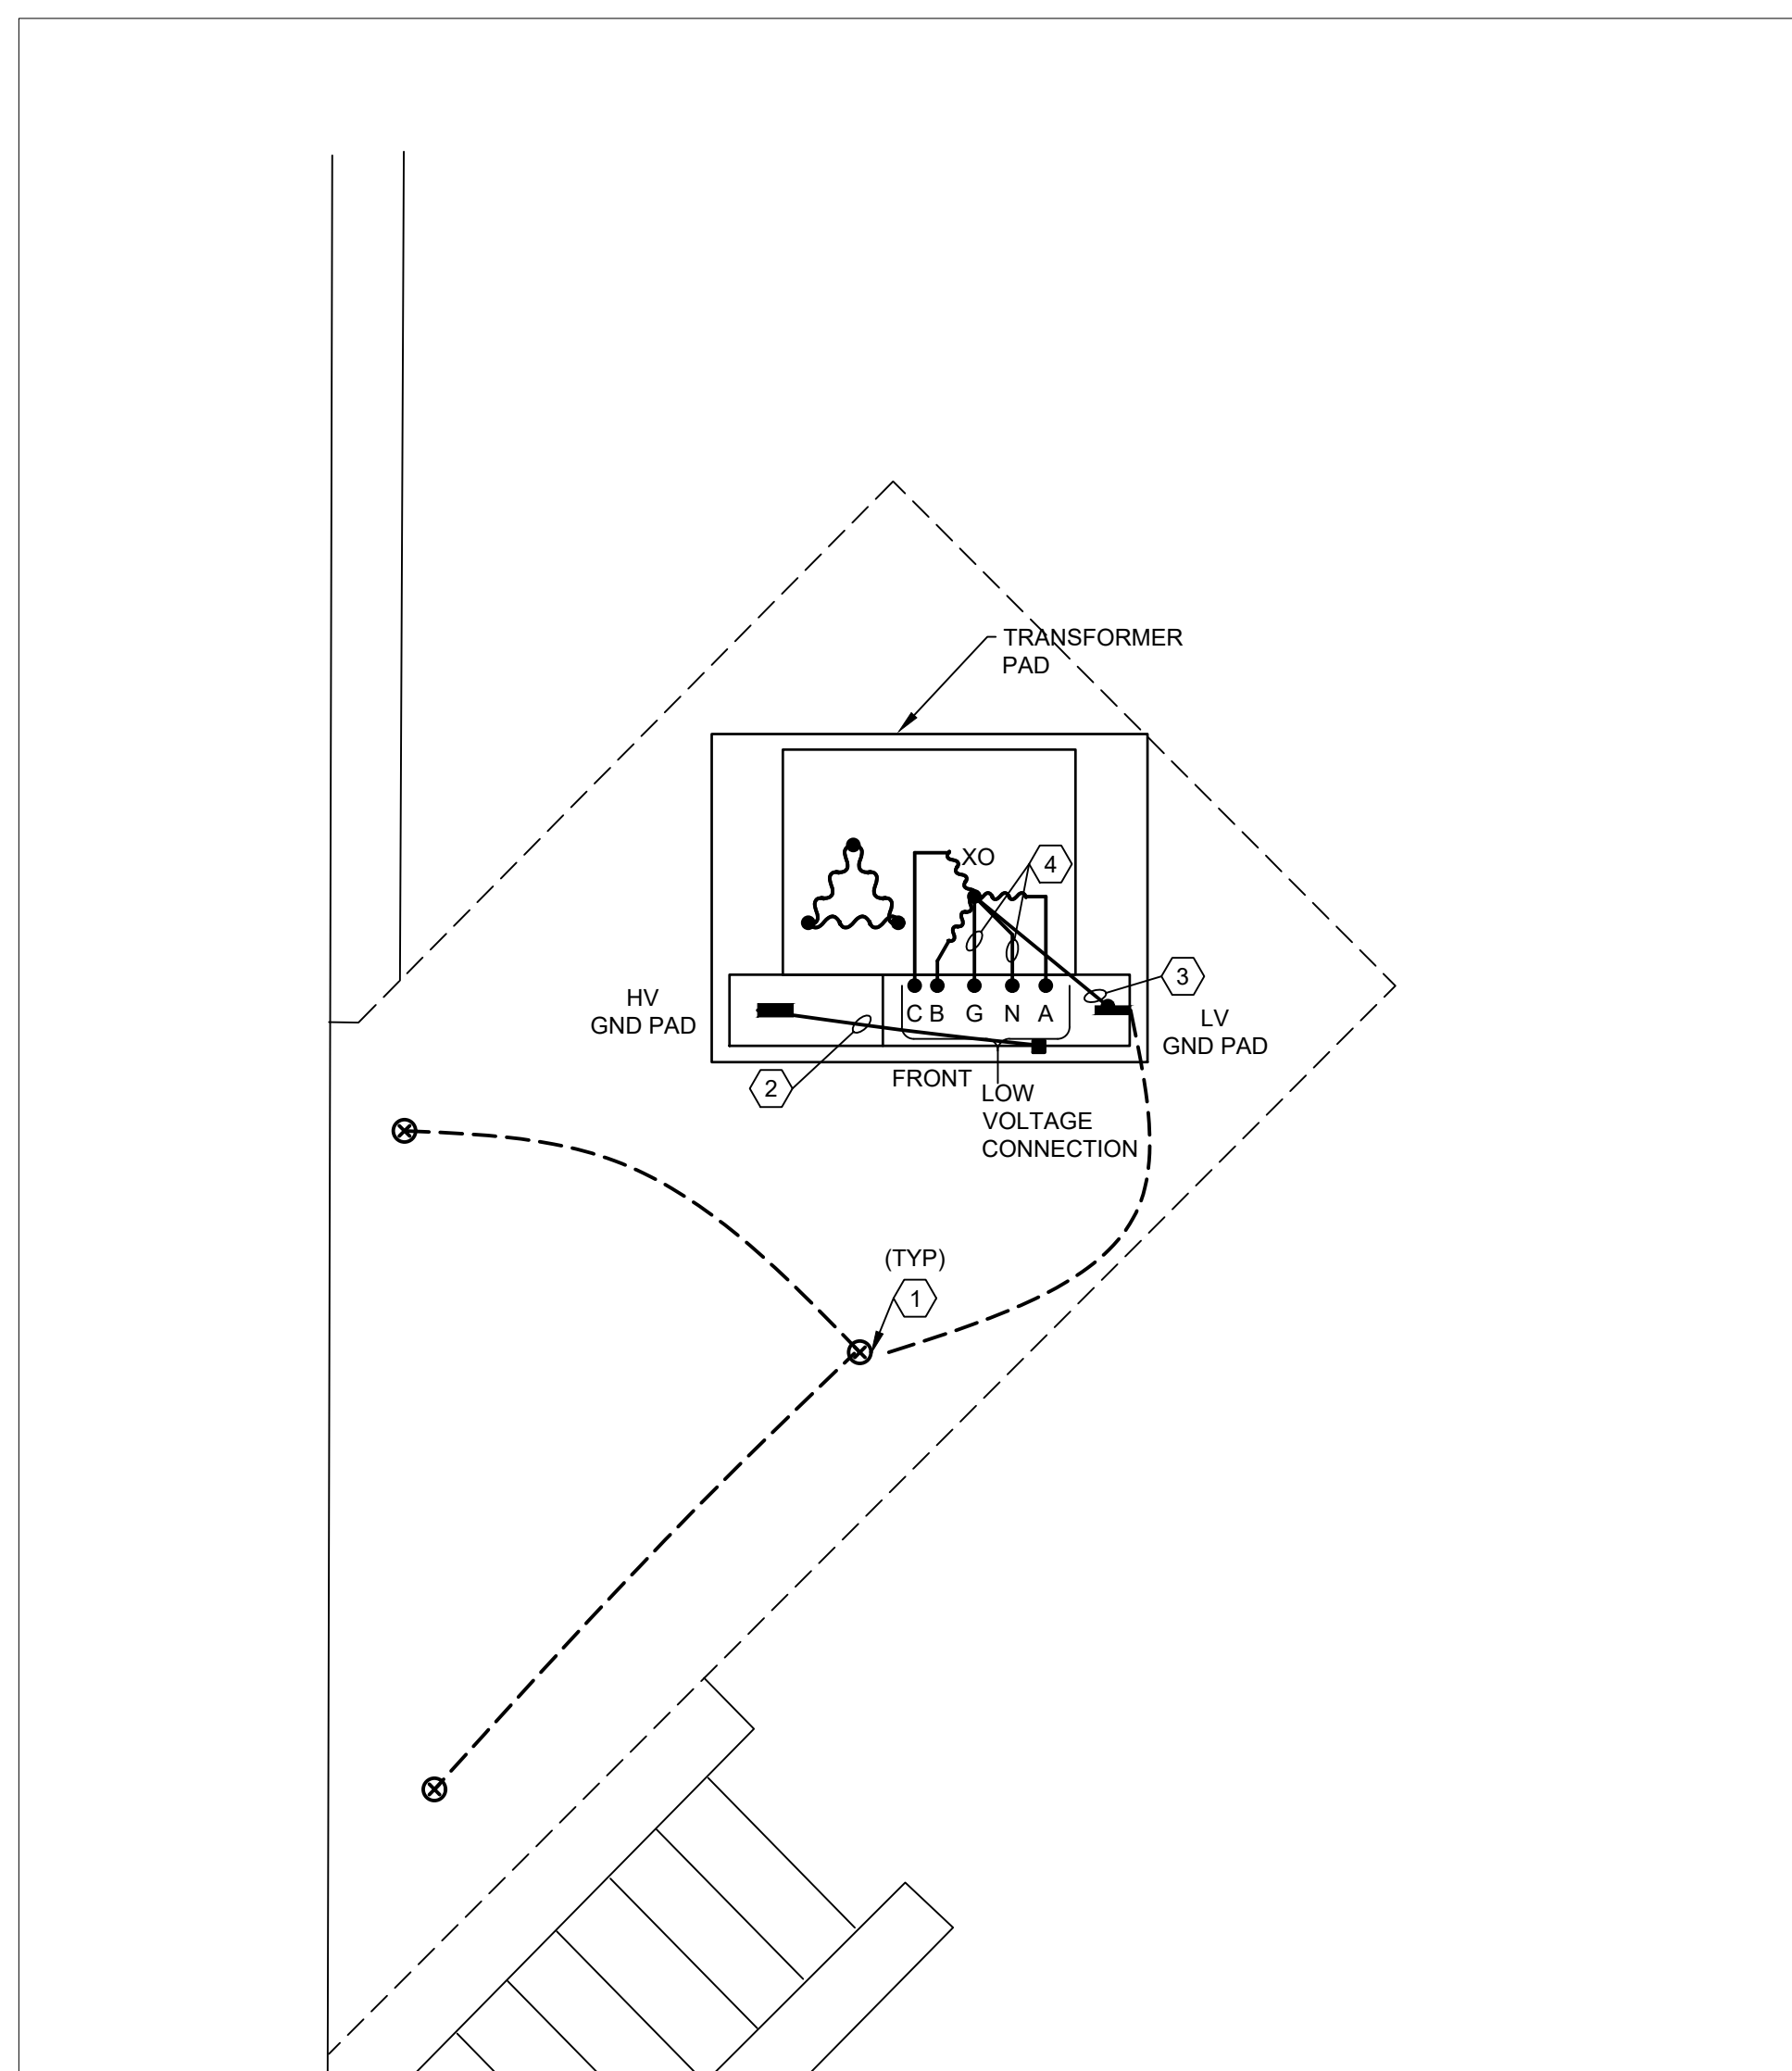 TRANSFORMER
PAD
XO
4
3
HV
GND PAD
C B G N A
LV
GND PAD
2
FRONT
LOW
VOLTAGE
CONNECTION
(TYP)
1